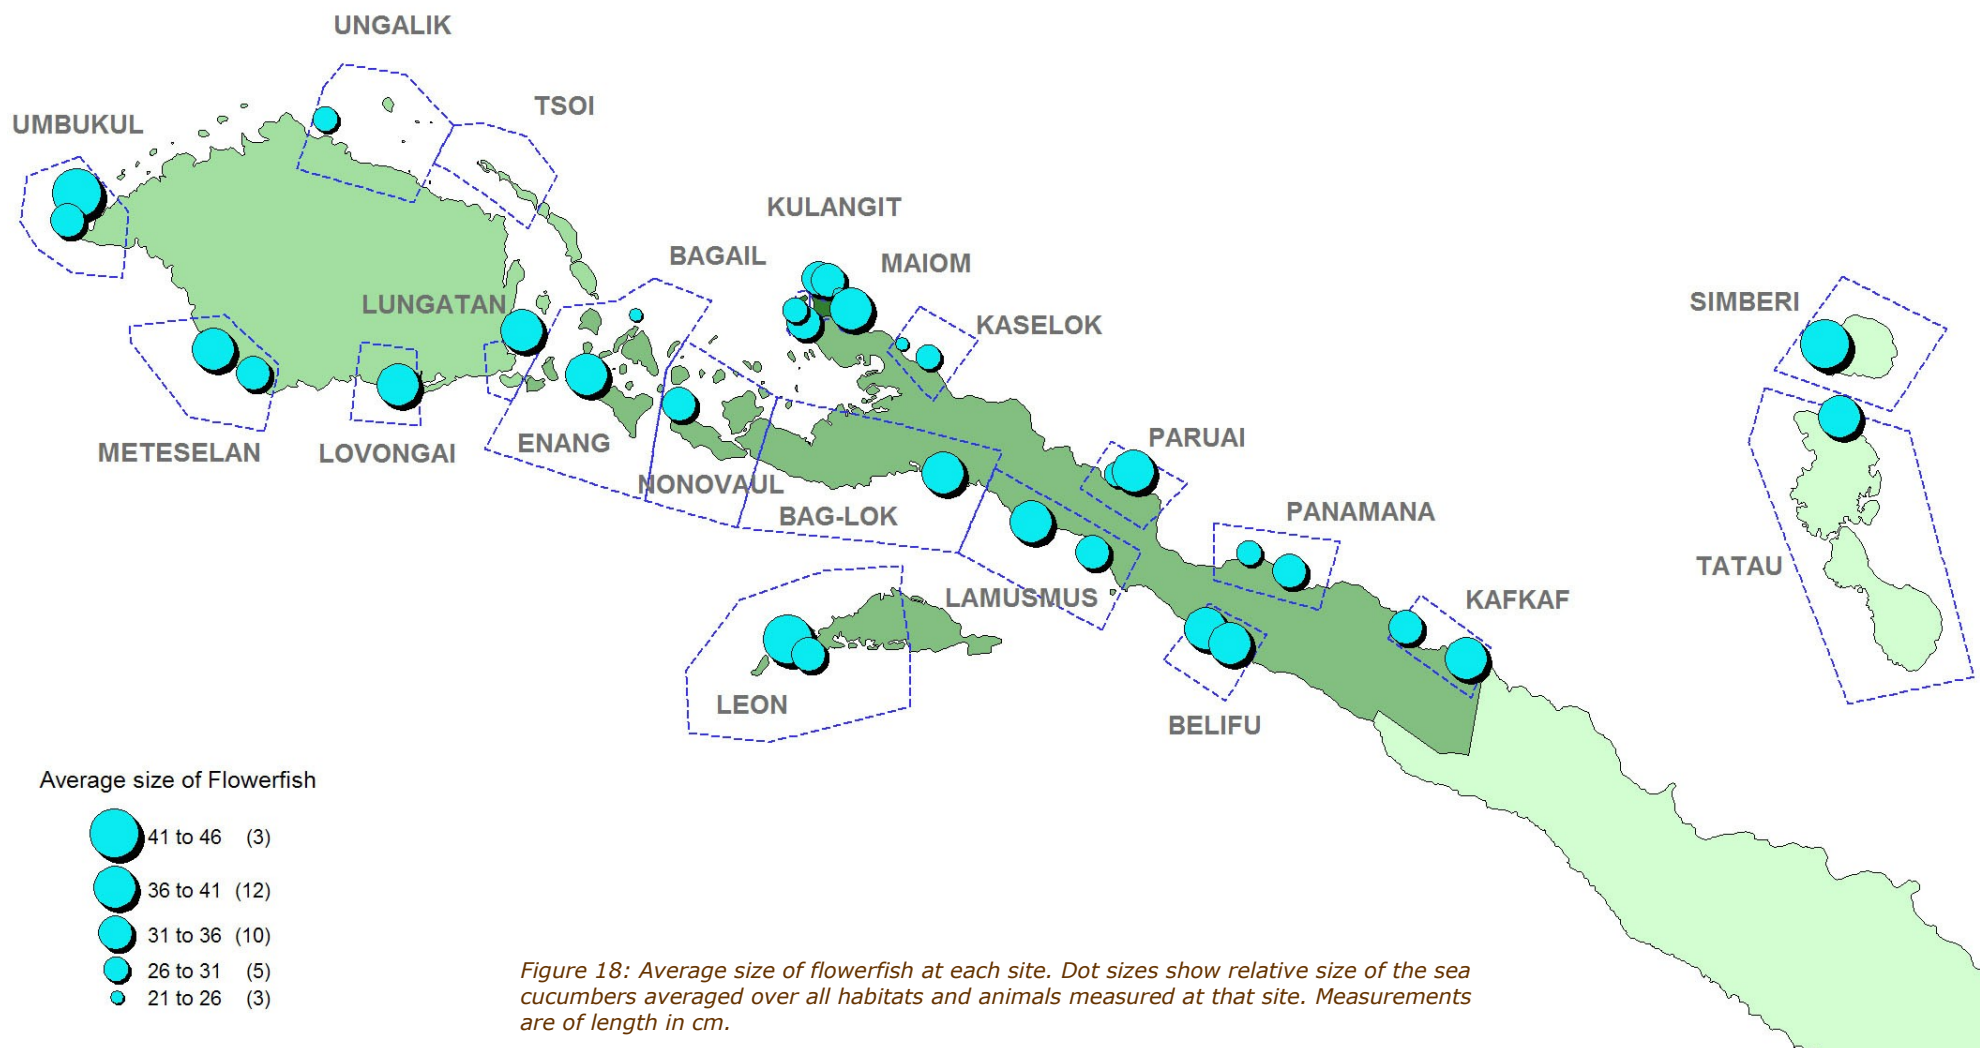 UNGALIK
TSOI
UMBUKUL
KULANGIT
BAGAIL
MAIOM
LUNGATAN
KASELOK
SIMBERI
METESELAN
LOVONGAI
ENANG
NONOVAUL
BAG-LOK
PARUAI
PANAMANA
TATAU
LAMUSMUS
KAFKAF
LEON
BELIFU
Average size of Flowerfish
41 to 46 (3)
36 to 41 (12)
31 to 36 (10)
26 to 31 (5)
21 to 26 (3)
Figure 18: Average size of flowerfish at each site. Dot sizes show relative size of the sea
cucumbers averaged over all habitats and animals measured at that site. Measurements
are of length in cm.